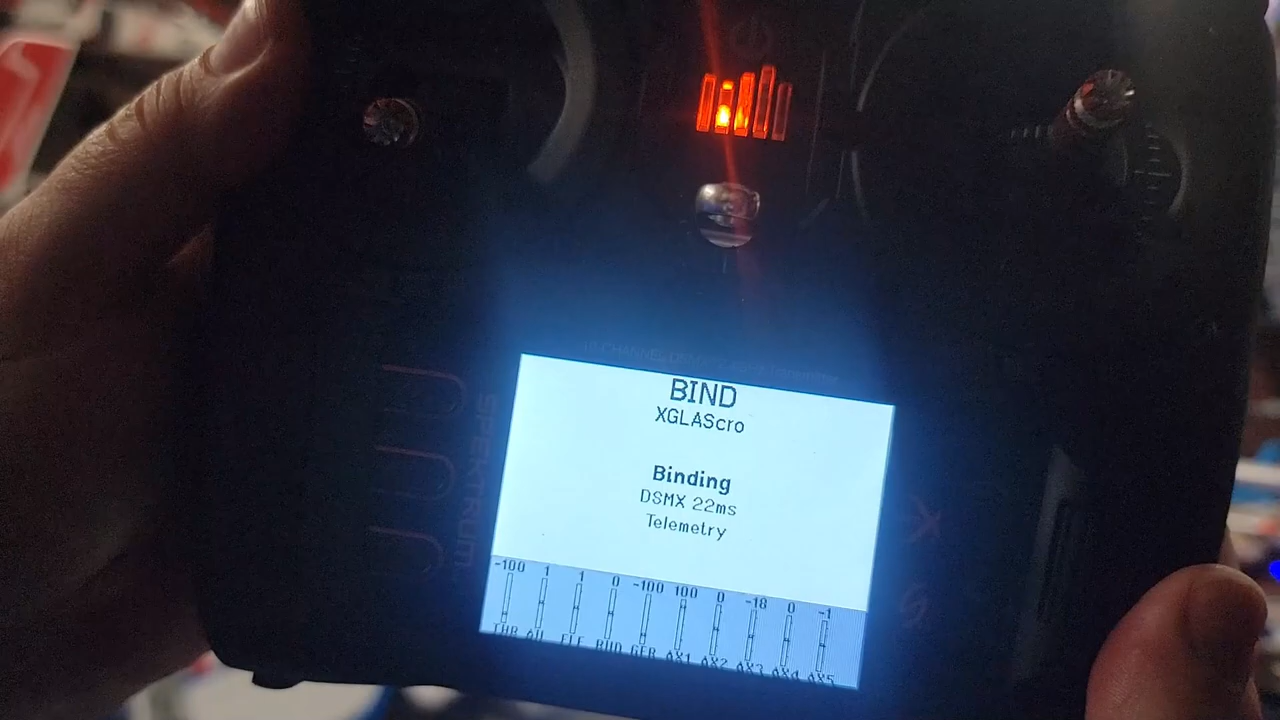 BIND
XGLAScro
Binding
DSMX 22ms
Telemetry
-100 1 1 0 -100 100 0 -18 0 -1
THR AIL ELE RUD GER AX1 AX2 AX3 AX4 AX5
SPEKTRUM